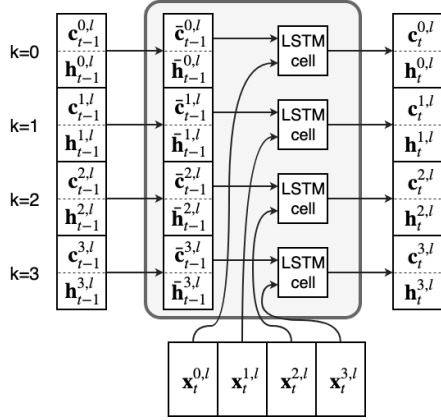 k=0 c_{t-1}^{0,l} c̄_{t-1}^{0,l} LSTM cell c_t^{0,l}
h_{t-1}^{0,l} h̄_{t-1}^{0,l} h_t^{0,l}
k=1 c_{t-1}^{1,l} c̄_{t-1}^{1,l} LSTM cell c_t^{1,l}
h_{t-1}^{1,l} h̄_{t-1}^{1,l} h_t^{1,l}
k=2 c_{t-1}^{2,l} c̄_{t-1}^{2,l} LSTM cell c_t^{2,l}
h_{t-1}^{2,l} h̄_{t-1}^{2,l} h_t^{2,l}
k=3 c_{t-1}^{3,l} c̄_{t-1}^{3,l} LSTM cell c_t^{3,l}
h_{t-1}^{3,l} h̄_{t-1}^{3,l} h_t^{3,l}
x_t^{0,l} x_t^{1,l} x_t^{2,l} x_t^{3,l}